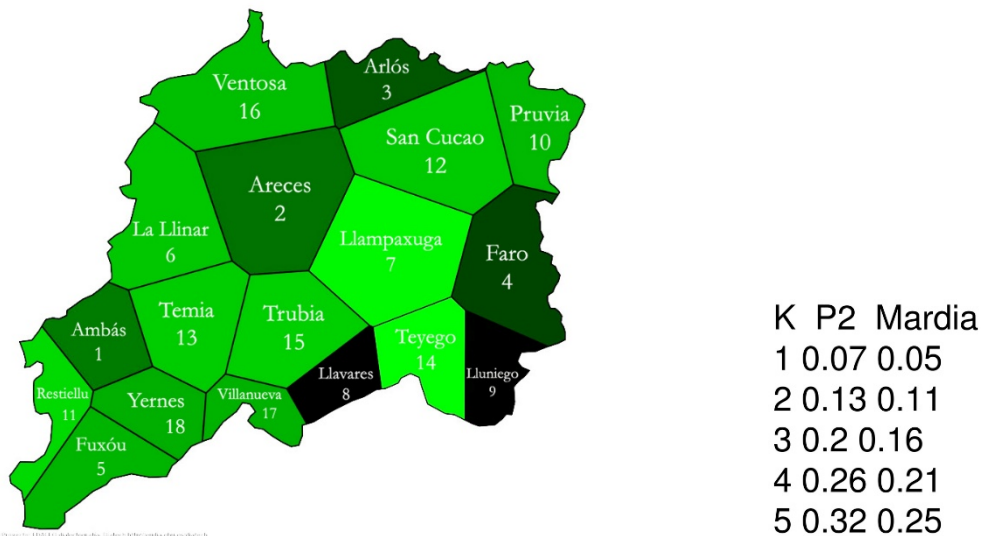 Ventosa
16
Arlós
3
Pruvia
10
San Cucao
12
Areces
2
La Llinar
6
Llampaxuga
7
Faro
4
Ambás
1
Temia
13
Trubia
15
Teyego
14
Llavares
8
Lluniego
9
Restiellu
11
Yernes
18
Villanueva
17
Fuxóu
5
K P2 Mardia
1 0.07 0.05
2 0.13 0.11
3 0.2 0.16
4 0.26 0.21
5 0.32 0.25